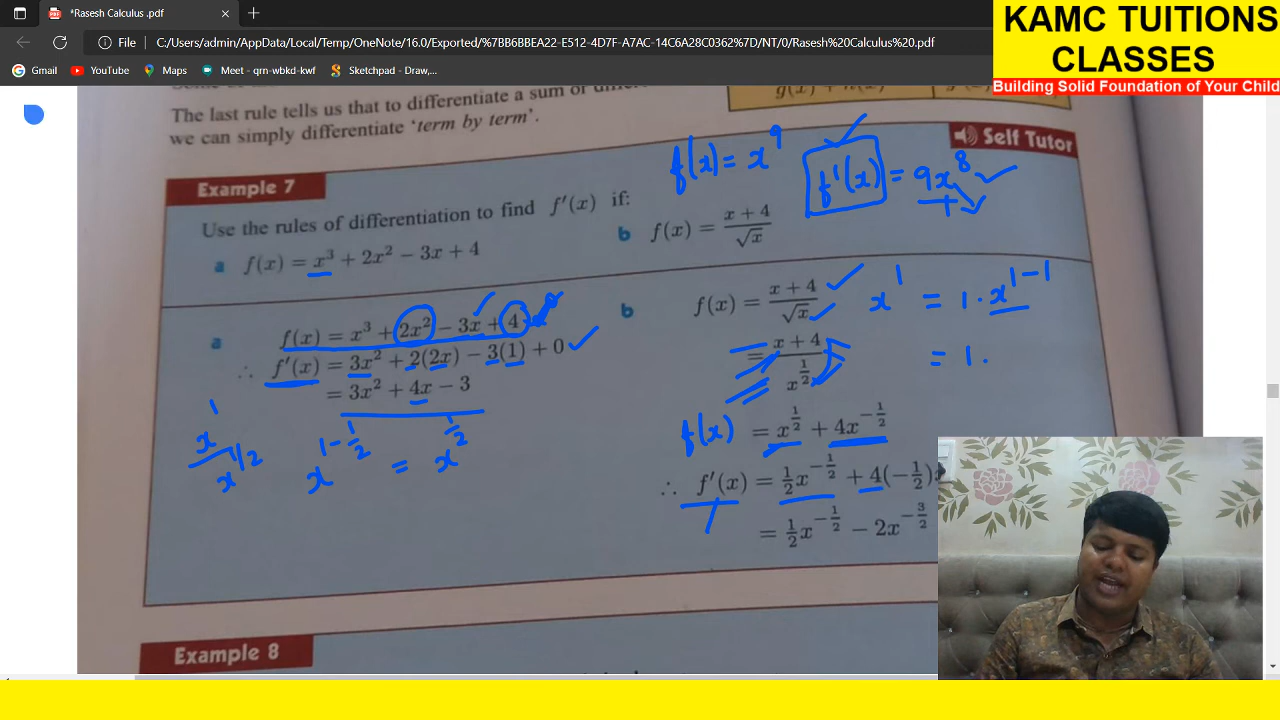 *Rasesh Calculus .pdf
KAMC TUITIONS
CLASSES
Building Solid Foundation of Your Child
File C:/Users/admin/AppData/Local/Temp/OneNote/16.0/Exported/%7BB6BBEA22-E512-4D7F-A7AC-14C6A28C0362%7D/NT/0/Rasesh%20Calculus%20.pdf
Gmail YouTube Maps Meet - qrn-wbkd-kwf Sketchpad - Draw,...
The last rule tells us that to differentiate a sum or
we can simply differentiate 'term by term'.
Self Tutor
f(x) = x⁹ f'(x) = 9x⁸
Example 7
Use the rules of differentiation to find f′(x) if:
a f(x) = x³ + 2x² − 3x + 4
b f(x) = (x + 4)/√x
a f(x) = x³ + 2x² − 3x + 4
∴ f′(x) = 3x² + 2(2x) − 3(1) + 0
= 3x² + 4x − 3
x¹/x^(1/2) x^(1−1/2) = x^(1/2)
b f(x) = (x + 4)/√x
= (x + 4)/x^(1/2)
f(x) = x^(1/2) + 4x^(−1/2)
∴ f′(x) = ½x^(−1/2) + 4(−½)
= ½x^(−1/2) − 2x^(−3/2)
x¹ = 1·x^(1−1)
= 1·
Example 8